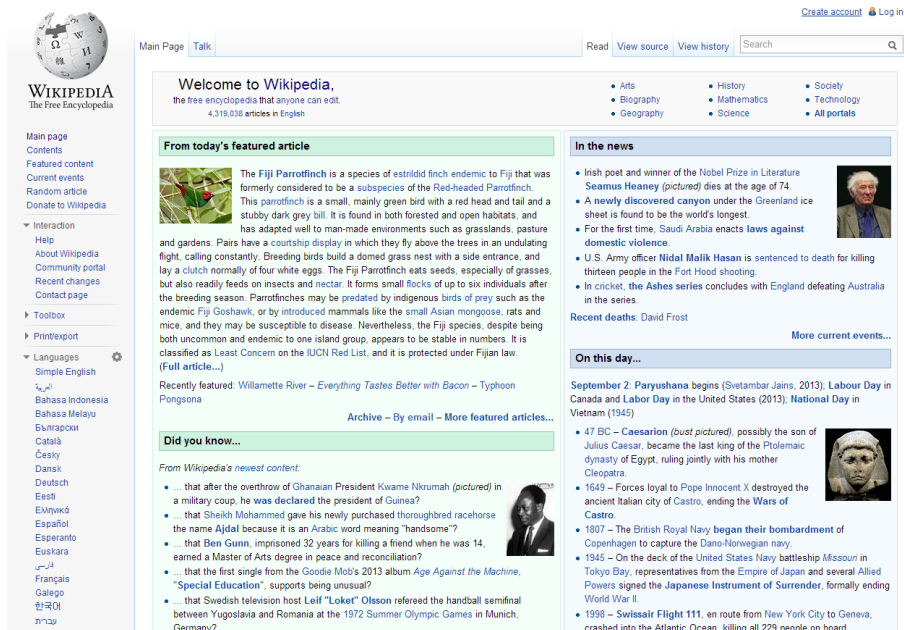 Create account Log in
WIKIPEDIA
The Free Encyclopedia
Main Page Talk
Read View source View history Search
Main page
Contents
Featured content
Current events
Random article
Donate to Wikipedia
Interaction
Help
About Wikipedia
Community portal
Recent changes
Contact page
Toolbox
Print/export
Languages
Simple English
العربية
Bahasa Indonesia
Bahasa Melayu
Български
Català
Česky
Dansk
Deutsch
Eesti
Ελληνικά
Español
Esperanto
Euskara
فارسی
Français
Galego
한국어
עברית
Welcome to Wikipedia,
the free encyclopedia that anyone can edit.
4,319,038 articles in English
Arts
Biography
Geography
History
Mathematics
Science
Society
Technology
All portals
From today's featured article
The Fiji Parrotfinch is a species of estrildid finch endemic to Fiji that was
formerly considered to be a subspecies of the Red-headed Parrotfinch.
This parrotfinch is a small, mainly green bird with a red head and tail and a
stubby dark grey bill. It is found in both forested and open habitats, and
has adapted well to man-made environments such as grasslands, pasture
and gardens. Pairs have a courtship display in which they fly above the trees in an undulating
flight, calling constantly. Breeding birds build a domed grass nest with a side entrance, and
lay a clutch normally of four white eggs. The Fiji Parrotfinch eats seeds, especially of grasses,
but also readily feeds on insects and nectar. It forms small flocks of up to six individuals after
the breeding season. Parrotfinches may be predated by indigenous birds of prey such as the
endemic Fiji Goshawk, or by introduced mammals like the small Asian mongoose, rats and
mice, and they may be susceptible to disease. Nevertheless, the Fiji species, despite being
both uncommon and endemic to one island group, appears to be stable in numbers. It is
classified as Least Concern on the IUCN Red List, and it is protected under Fijian law.
(Full article...)
Recently featured: Willamette River – Everything Tastes Better with Bacon – Typhoon
Pongsona
Archive – By email – More featured articles...
Did you know...
From Wikipedia's newest content:
... that after the overthrow of Ghanaian President Kwame Nkrumah (pictured) in
a military coup, he was declared the president of Guinea?
... that Sheikh Mohammed gave his newly purchased thoroughbred racehorse
the name Ajdal because it is an Arabic word meaning "handsome"?
... that Ben Gunn, imprisoned 32 years for killing a friend when he was 14,
earned a Master of Arts degree in peace and reconciliation?
... that the first single from the Goodie Mob's 2013 album Age Against the Machine,
"Special Education", supports being unusual?
... that Swedish television host Leif "Loket" Olsson refereed the handball semifinal
between Yugoslavia and Romania at the 1972 Summer Olympic Games in Munich,
Germany?
In the news
Irish poet and winner of the Nobel Prize in Literature
Seamus Heaney (pictured) dies at the age of 74.
A newly discovered canyon under the Greenland ice
sheet is found to be the world's longest.
For the first time, Saudi Arabia enacts laws against
domestic violence.
U.S. Army officer Nidal Malik Hasan is sentenced to death for killing
thirteen people in the Fort Hood shooting.
In cricket, the Ashes series concludes with England defeating Australia
in the series.
Recent deaths: David Frost
More current events...
On this day...
September 2: Paryushana begins (Svetambar Jains, 2013); Labour Day in
Canada and Labor Day in the United States (2013); National Day in
Vietnam (1945)
47 BC – Caesarion (bust pictured), possibly the son of
Julius Caesar, became the last king of the Ptolemaic
dynasty of Egypt, ruling jointly with his mother
Cleopatra.
1649 – Forces loyal to Pope Innocent X destroyed the
ancient Italian city of Castro, ending the Wars of
Castro.
1807 – The British Royal Navy began their bombardment of
Copenhagen to capture the Dano-Norwegian navy.
1945 – On the deck of the United States Navy battleship Missouri in
Tokyo Bay, representatives from the Empire of Japan and several Allied
Powers signed the Japanese Instrument of Surrender, formally ending
World War II.
1998 – Swissair Flight 111, en route from New York City to Geneva,
crashed into the Atlantic Ocean, killing all 229 people on board